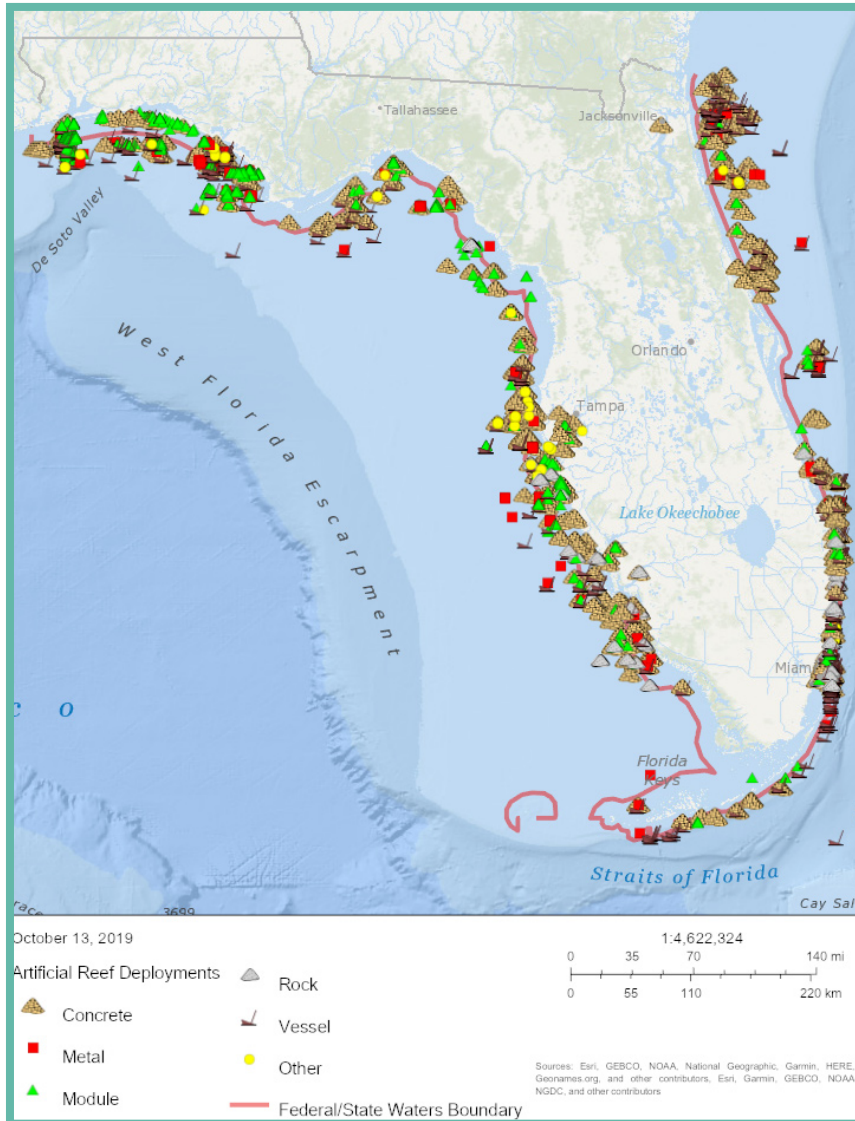 Tallahassee
Jacksonville
De Soto Valley
West Florida Escarpment
Orlando
Tampa
Lake Okeechobee
Miam
c o
Florida
Keys
Straits of Florida
3699
Cay Sal
October 13, 2019
1:4,622,324
0 35 70 140 mi
0 55 110 220 km
Artificial Reef Deployments
Concrete
Metal
Module
Rock
Vessel
Other
Federal/State Waters Boundary
Sources: Esri, GEBCO, NOAA, National Geographic, Garmin, HERE,
Geonames.org, and other contributors, Esri, Garmin, GEBCO, NOAA
NGDC, and other contributors